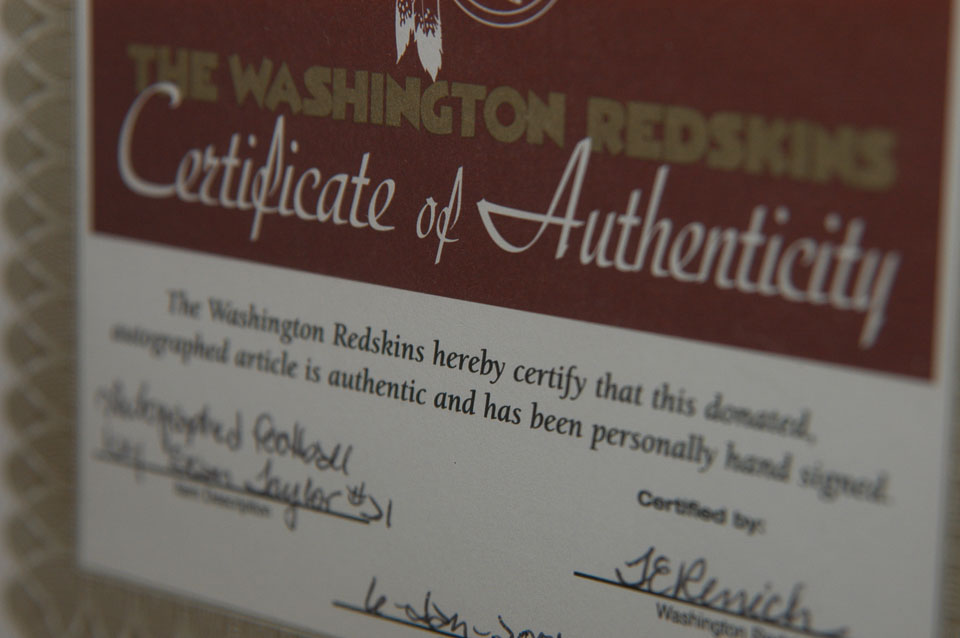 THE WASHINGTON REDSKINS
Certificate of Authenticity
The Washington Redskins hereby certify that this donated,
autographed article is authentic and has been personally hand signed.
Autographed Football
Taylor #21
Item Description
Certified by:
Washington